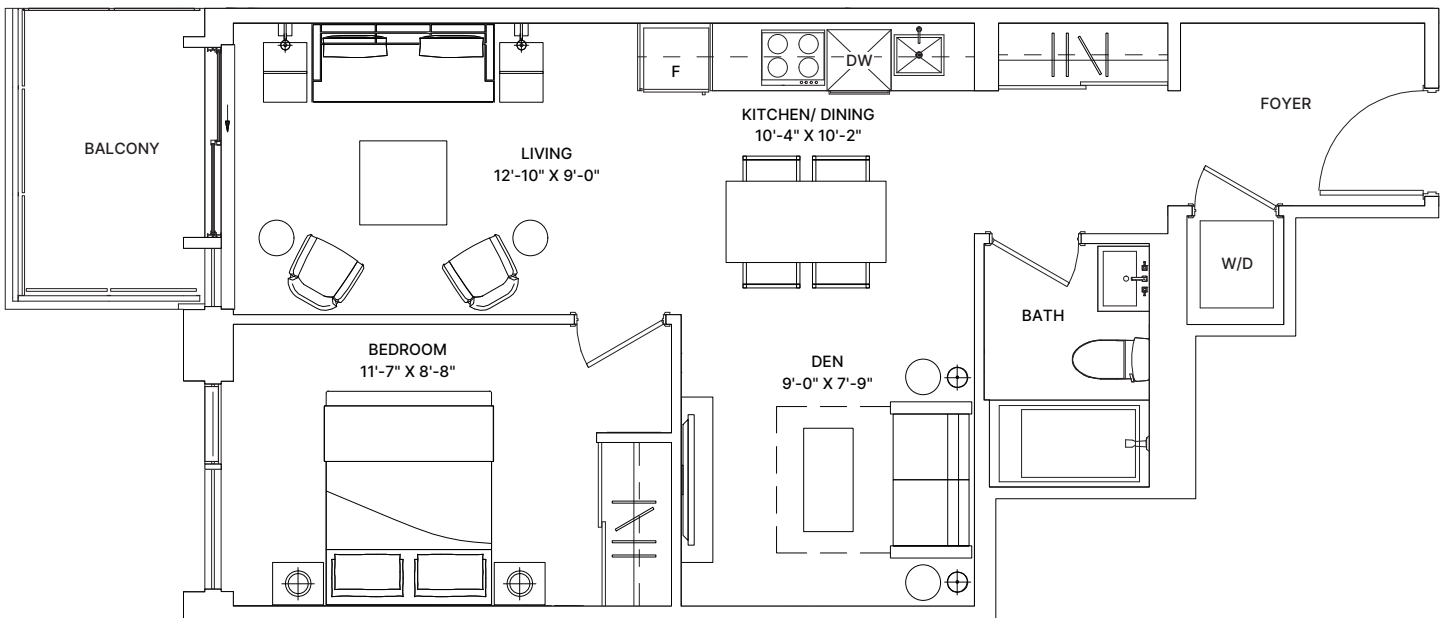 BALCONY
LIVING
12'-10" X 9'-0"
F
DW
KITCHEN/ DINING
10'-4" X 10'-2"
FOYER
W/D
BATH
BEDROOM
11'-7" X 8'-8"
DEN
9'-0" X 7'-9"